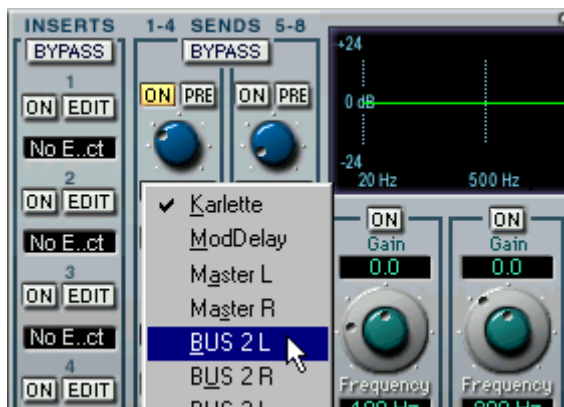 INSERTS 1-4 SENDS 5-8
BYPASS BYPASS
+24
1
ON EDIT ON PRE ON PRE
0 dB
No E..ct
-24
20 Hz 500 Hz
2
ON EDIT
Karlette
No E..ct
ModDelay
ON ON
Gain Gain
3
Master L
0.0 0.0
ON EDIT
Master R
No E..ct
BUS 2 L
4
BUS 2 R
Frequency Frequency
ON EDIT